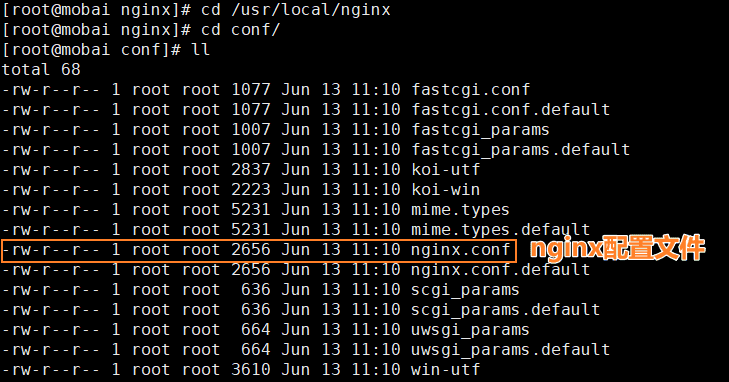 [root@mobai nginx]# cd /usr/local/nginx
[root@mobai nginx]# cd conf/
[root@mobai conf]# ll
total 68
-rw-r--r-- 1 root root 1077 Jun 13 11:10 fastcgi.conf
-rw-r--r-- 1 root root 1077 Jun 13 11:10 fastcgi.conf.default
-rw-r--r-- 1 root root 1007 Jun 13 11:10 fastcgi_params
-rw-r--r-- 1 root root 1007 Jun 13 11:10 fastcgi_params.default
-rw-r--r-- 1 root root 2837 Jun 13 11:10 koi-utf
-rw-r--r-- 1 root root 2223 Jun 13 11:10 koi-win
-rw-r--r-- 1 root root 5231 Jun 13 11:10 mime.types
-rw-r--r-- 1 root root 5231 Jun 13 11:10 mime.types.default
-rw-r--r-- 1 root root 2656 Jun 13 11:10 nginx.conf nginx配置文件
-rw-r--r-- 1 root root 2656 Jun 13 11:10 nginx.conf.default
-rw-r--r-- 1 root root  636 Jun 13 11:10 scgi_params
-rw-r--r-- 1 root root  636 Jun 13 11:10 scgi_params.default
-rw-r--r-- 1 root root  664 Jun 13 11:10 uwsgi_params
-rw-r--r-- 1 root root  664 Jun 13 11:10 uwsgi_params.default
-rw-r--r-- 1 root root 3610 Jun 13 11:10 win-utf